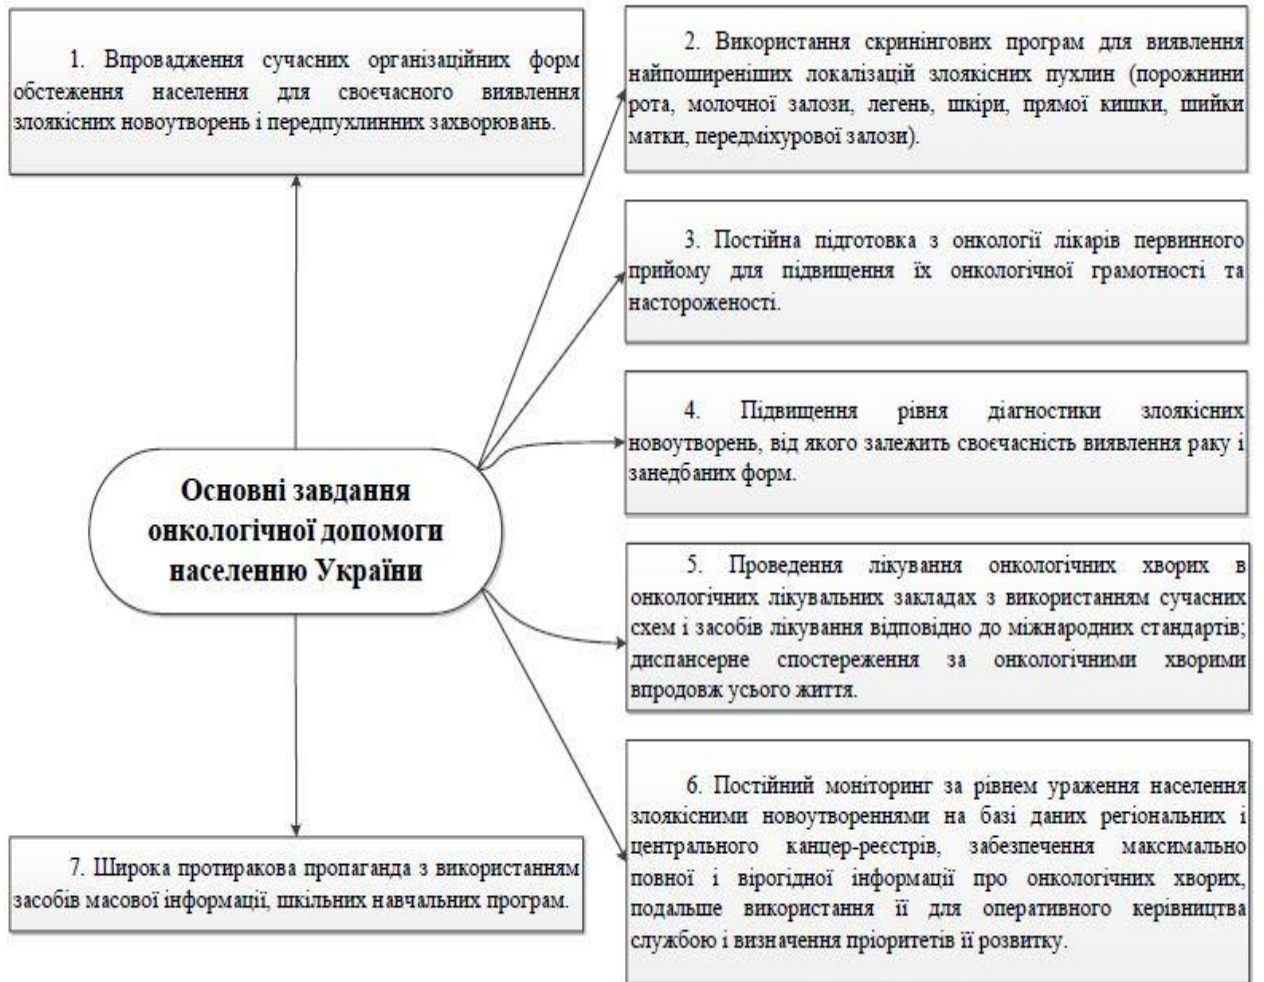 1. Впровадження сучасних організаційних форм
обстеження населення для своєчасного виявлення
злоякісних новоутворень і передпухлинних захворювань.
2. Використання скринінгових програм для виявлення
найпоширеніших локалізацій злоякісних пухлин (порожнини
рота, молочної залози, легень, шкіри, прямої кишки, шийки
матки, передміхурової залози).
3. Постійна підготовка з онкології лікарів первинного
прийому для підвищення їх онкологічної грамотності та
настороженості.
4. Підвищення рівня діагностики злоякісних
новоутворень, від якого залежить своєчасність виявлення раку і
занедбаних форм.
Основні завдання
онкологічної допомоги
населенню України
5. Проведення лікування онкологічних хворих в
онкологічних лікувальних закладах з використанням сучасних
схем і засобів лікування відповідно до міжнародних стандартів;
диспансерне спостереження за онкологічними хворими
впродовж усього життя.
6. Постійний моніторинг за рівнем ураження населення
злоякісними новоутвореннями на базі даних регіональних і
центрального канцер-реєстрів, забезпечення максимально
повної і вірогідної інформації про онкологічних хворих,
подальше використання її для оперативного керівництва
службою і визначення пріоритетів її розвитку.
7. Широка протиракова пропаганда з використанням
засобів масової інформації, шкільних навчальних програм.